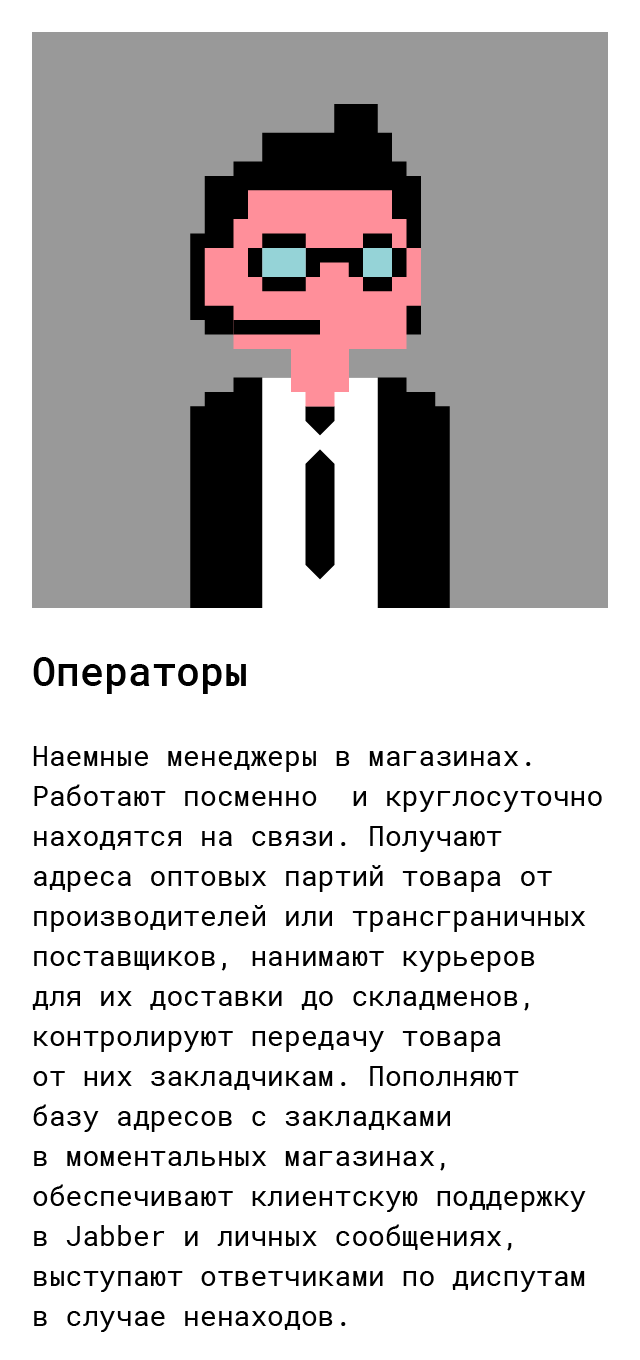 Операторы
Наемные менеджеры в магазинах.
Работают посменно  и круглосуточно
находятся на связи. Получают
адреса оптовых партий товара от
производителей или трансграничных
поставщиков, нанимают курьеров
для их доставки до складменов,
контролируют передачу товара
от них закладчикам. Пополняют
базу адресов с закладками
в моментальных магазинах,
обеспечивают клиентскую поддержку
в Jabber и личных сообщениях,
выступают ответчиками по диспутам
в случае ненаходов.